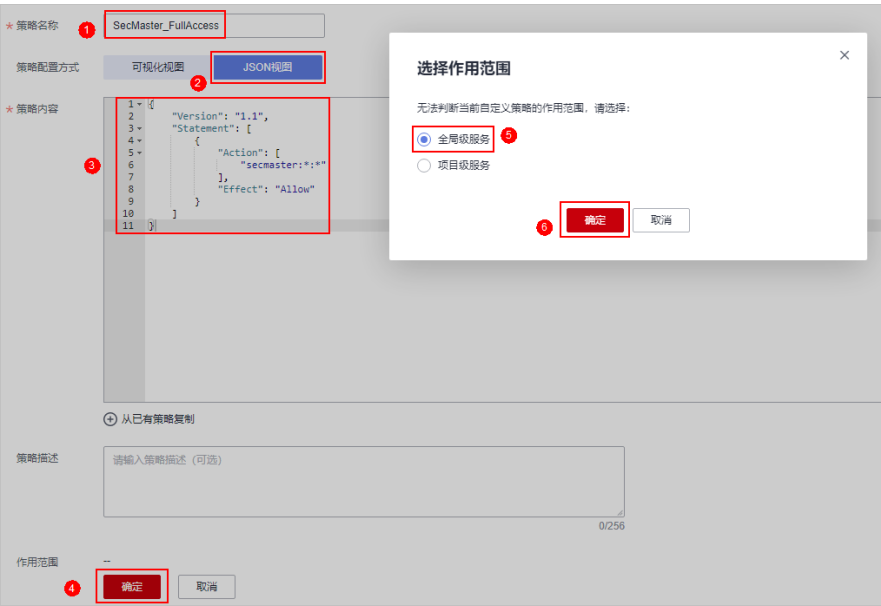 * 策略名称 1 SecMaster_FullAccess
策略配置方式 可视化视图 2 JSON视图
* 策略内容 3
1 {
2 "Version": "1.1",
3 "Statement": [
4 {
5 "Action": [
6 "secmaster:*:*"
7 ],
8 "Effect": "Allow"
9 }
10 ]
11 }
选择作用范围 ×
无法判断当前自定义策略的作用范围，请选择：
全局级服务 5
项目级服务
6 确定 取消
从已有策略复制
策略描述 请输入策略描述（可选）
0/256
作用范围 --
4 确定 取消